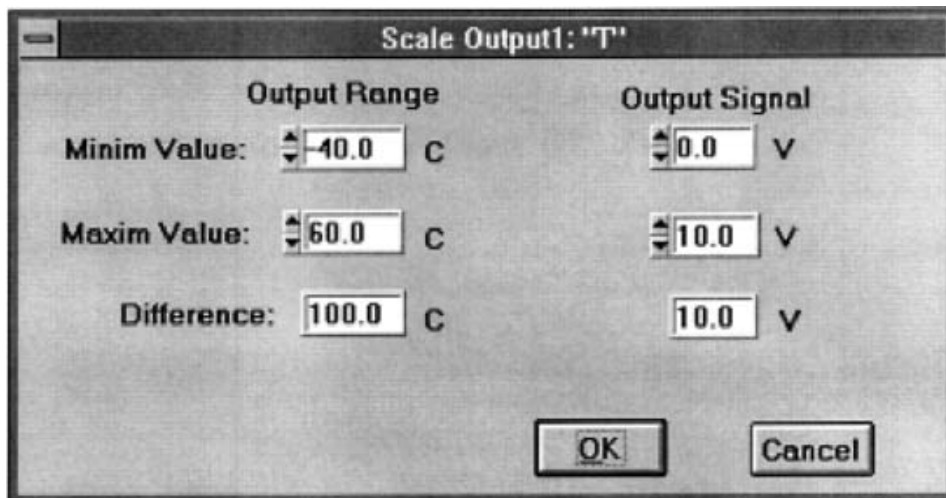 Scale Output1: "T"
Output Range Output Signal
Minim Value: -40.0 C 0.0 V
Maxim Value: 60.0 C 10.0 V
Difference: 100.0 C 10.0 V
OK Cancel